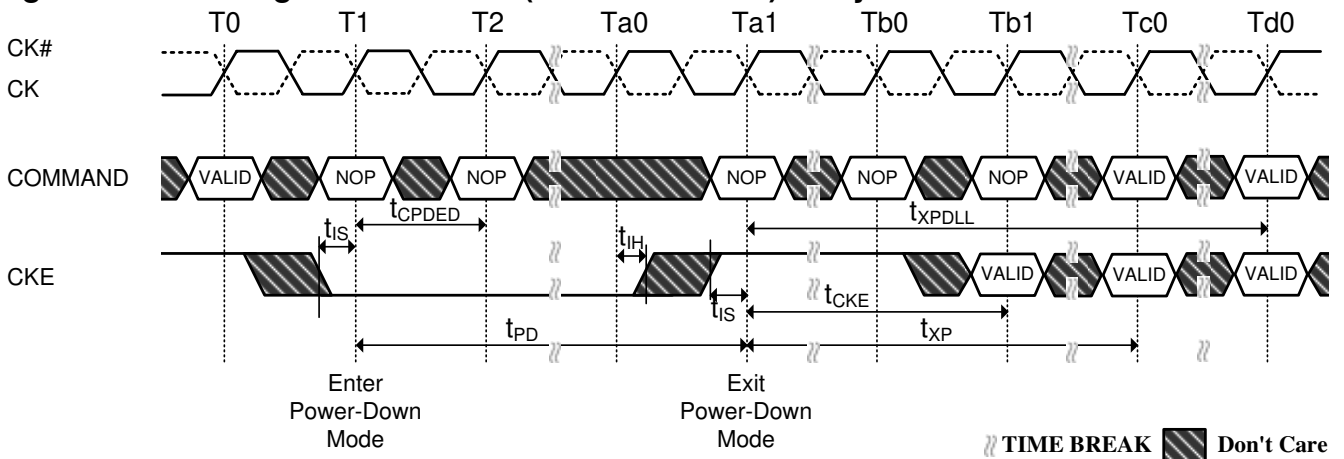 T0 T1 T2 Ta0 Ta1 Tb0 Tb1 Tc0 Td0
CK#
CK
COMMAND
VALID NOP NOP NOP NOP NOP VALID VALID
tCPDED
tXPDLL
tIS
tIH
CKE
VALID VALID VALID
tIS
tCKE
tPD
tXP
Enter
Power-Down
Mode
Exit
Power-Down
Mode
TIME BREAK
Don't Care